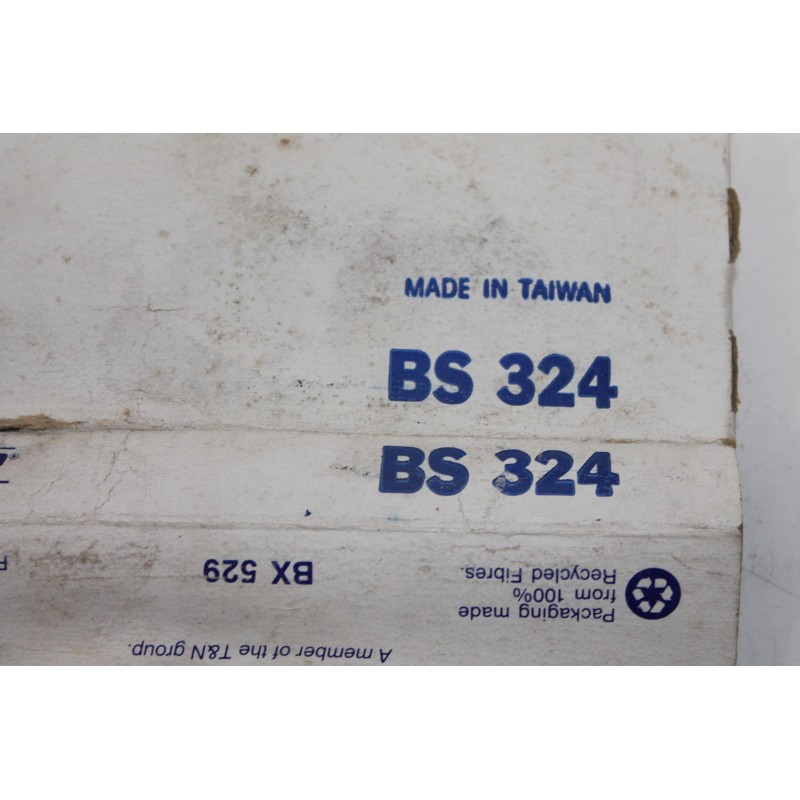 MADE IN TAIWAN
BS 324
BS 324
®
BX 529
Packaging made
from 100%
Recycled Fibres.
A member of the T&N group.